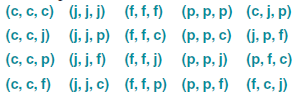 (c, c, c) (j, j, j) (f, f, f) (p, p, p) (c, j, p)
(c, c, j) (j, j, p) (f, f, c) (p, p, c) (j, p, f)
(c, c, p) (j, j, f) (f, f, j) (p, p, j) (p, f, c)
(c, c, f) (j, j, c) (f, f, p) (p, p, f) (f, c, j)